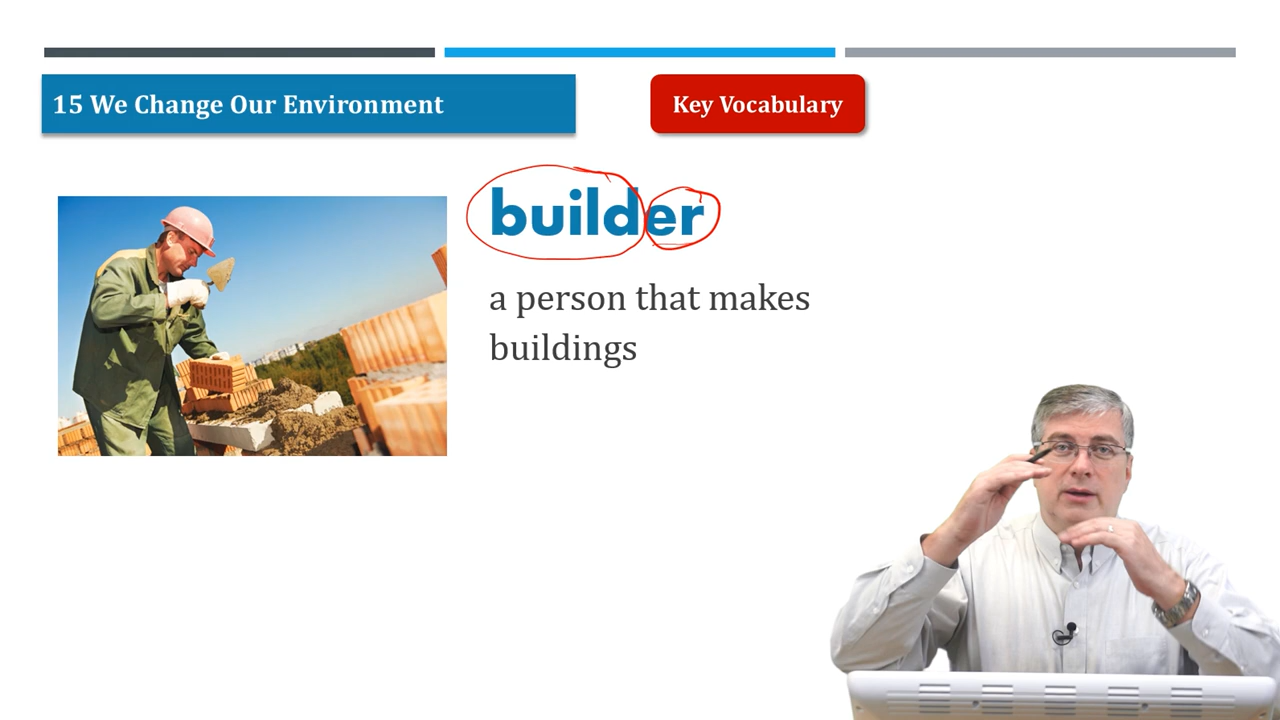 15 We Change Our Environment
Key Vocabulary
builder
a person that makes
buildings